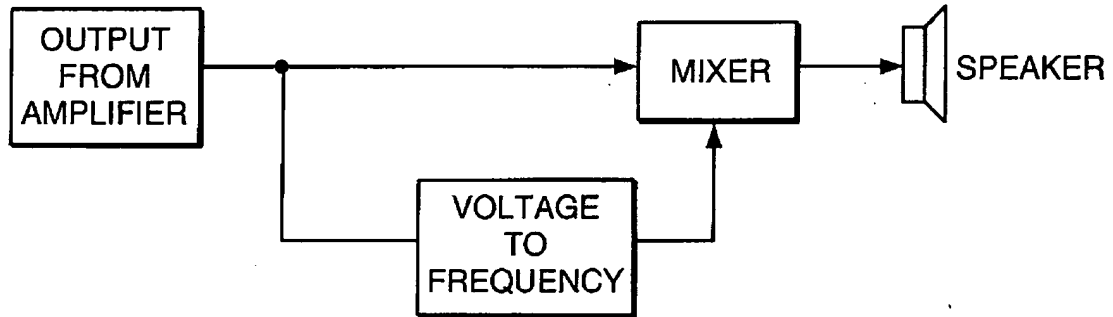 OUTPUT
FROM
AMPLIFIER
MIXER
SPEAKER
VOLTAGE
TO
FREQUENCY